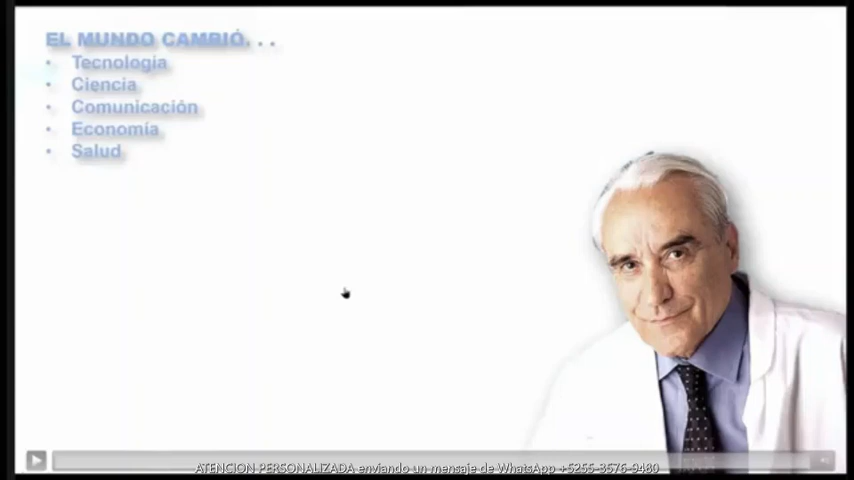 EL MUNDO CAMBIÓ. . .
• Tecnología
• Ciencia
• Comunicación
• Economía
• Salud
ATENCION PERSONALIZADA enviando un mensaje de WhatsApp +5255-3576-9480